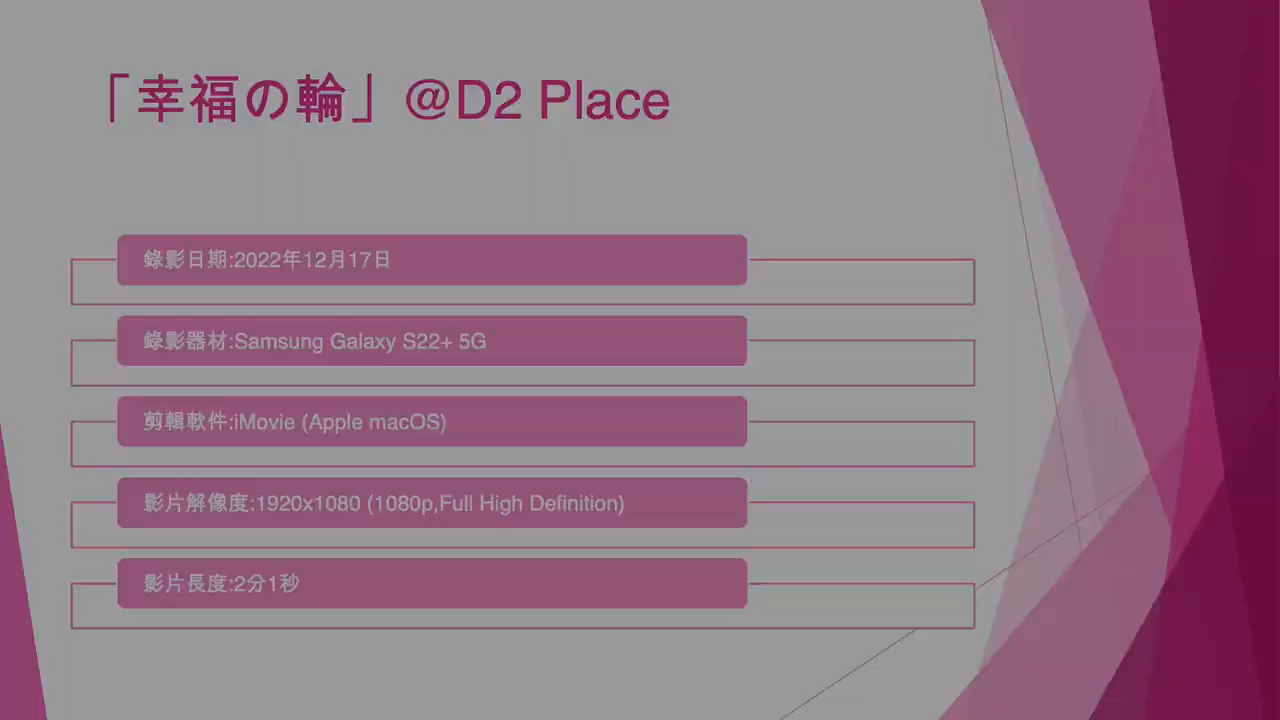 「幸福の輪」@D2 Place
錄影日期:2022年12月17日
錄影器材:Samsung Galaxy S22+ 5G
剪輯軟件:iMovie (Apple macOS)
影片解像度:1920x1080 (1080p,Full High Definition)
影片長度:2分1秒